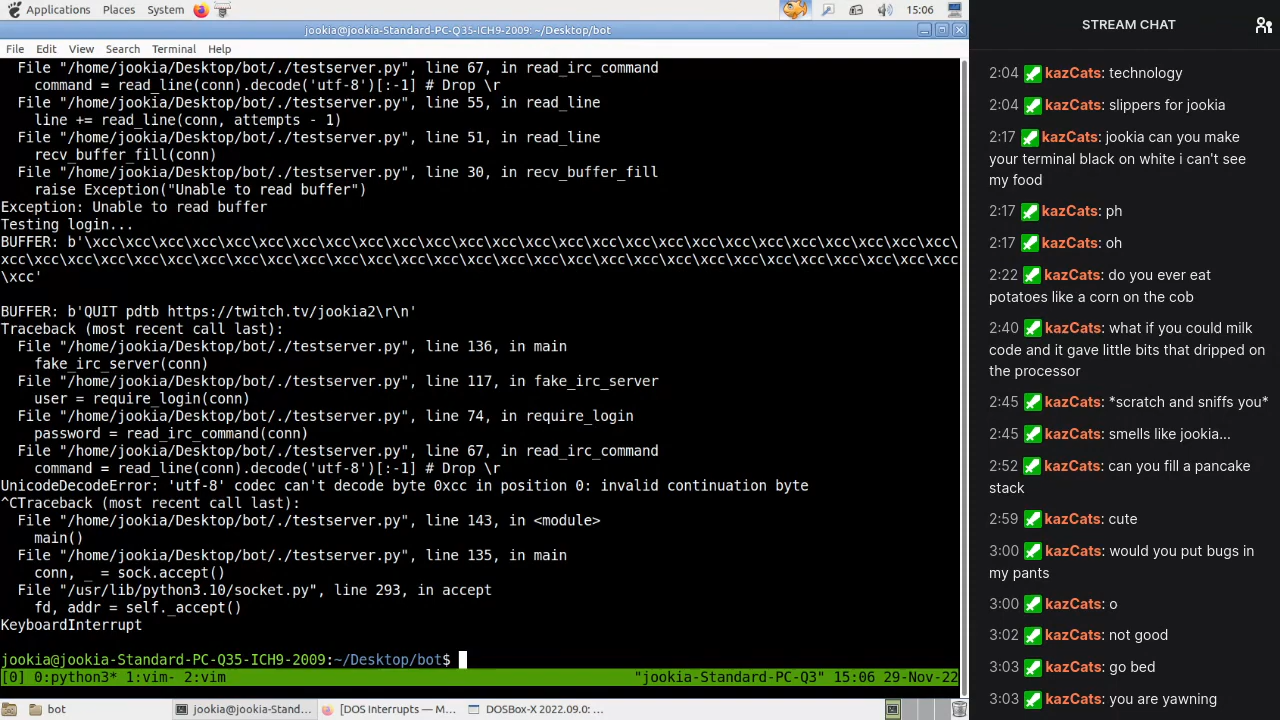 Applications Places System 15:06
jookia@jookia-Standard-PC-Q35-ICH9-2009: ~/Desktop/bot
File Edit View Search Terminal Help
File "/home/jookia/Desktop/bot/./testserver.py", line 67, in read_irc_command
command = read_line(conn).decode('utf-8')[:-1] # Drop \r
File "/home/jookia/Desktop/bot/./testserver.py", line 55, in read_line
line += read_line(conn, attempts - 1)
File "/home/jookia/Desktop/bot/./testserver.py", line 51, in read_line
recv_buffer_fill(conn)
File "/home/jookia/Desktop/bot/./testserver.py", line 30, in recv_buffer_fill
raise Exception("Unable to read buffer")
Exception: Unable to read buffer
Testing login...
BUFFER: b'\xcc\xcc\xcc\xcc\xcc\xcc\xcc\xcc\xcc\xcc\xcc\xcc\xcc\xcc\xcc\xcc\xcc\xcc\xcc\xcc\xcc\xcc\xcc\xcc\xcc\xcc\
xcc\xcc\xcc\xcc\xcc\xcc\xcc\xcc\xcc\xcc\xcc\xcc\xcc\xcc\xcc\xcc\xcc\xcc\xcc\xcc\xcc\xcc\xcc\xcc\xcc\xcc\xcc\xcc\xcc
\xcc'
BUFFER: b'QUIT pdtb https://twitch.tv/jookia2\r\n'
Traceback (most recent call last):
File "/home/jookia/Desktop/bot/./testserver.py", line 136, in main
fake_irc_server(conn)
File "/home/jookia/Desktop/bot/./testserver.py", line 117, in fake_irc_server
user = require_login(conn)
File "/home/jookia/Desktop/bot/./testserver.py", line 74, in require_login
password = read_irc_command(conn)
File "/home/jookia/Desktop/bot/./testserver.py", line 67, in read_irc_command
command = read_line(conn).decode('utf-8')[:-1] # Drop \r
UnicodeDecodeError: 'utf-8' codec can't decode byte 0xcc in position 0: invalid continuation byte
^CTraceback (most recent call last):
File "/home/jookia/Desktop/bot/./testserver.py", line 143, in <module>
main()
File "/home/jookia/Desktop/bot/./testserver.py", line 135, in main
conn, _ = sock.accept()
File "/usr/lib/python3.10/socket.py", line 293, in accept
fd, addr = self._accept()
KeyboardInterrupt
jookia@jookia-Standard-PC-Q35-ICH9-2009:~/Desktop/bot$
[0] 0:python3* 1:vim- 2:vim "jookia-Standard-PC-Q3" 15:06 29-Nov-22
bot jookia@jookia-Stand... [DOS Interrupts — M... DOSBox-X 2022.09.0: ...
STREAM CHAT
2:04 kazCats: technology
2:04 kazCats: slippers for jookia
2:17 kazCats: jookia can you make
your terminal black on white i can't see
my food
2:17 kazCats: ph
2:17 kazCats: oh
2:22 kazCats: do you ever eat
potatoes like a corn on the cob
2:40 kazCats: what if you could milk
code and it gave little bits that dripped on
the processor
2:45 kazCats: *scratch and sniffs you*
2:45 kazCats: smells like jookia...
2:52 kazCats: can you fill a pancake
stack
2:59 kazCats: cute
3:00 kazCats: would you put bugs in
my pants
3:00 kazCats: o
3:02 kazCats: not good
3:03 kazCats: go bed
3:03 kazCats: you are yawning